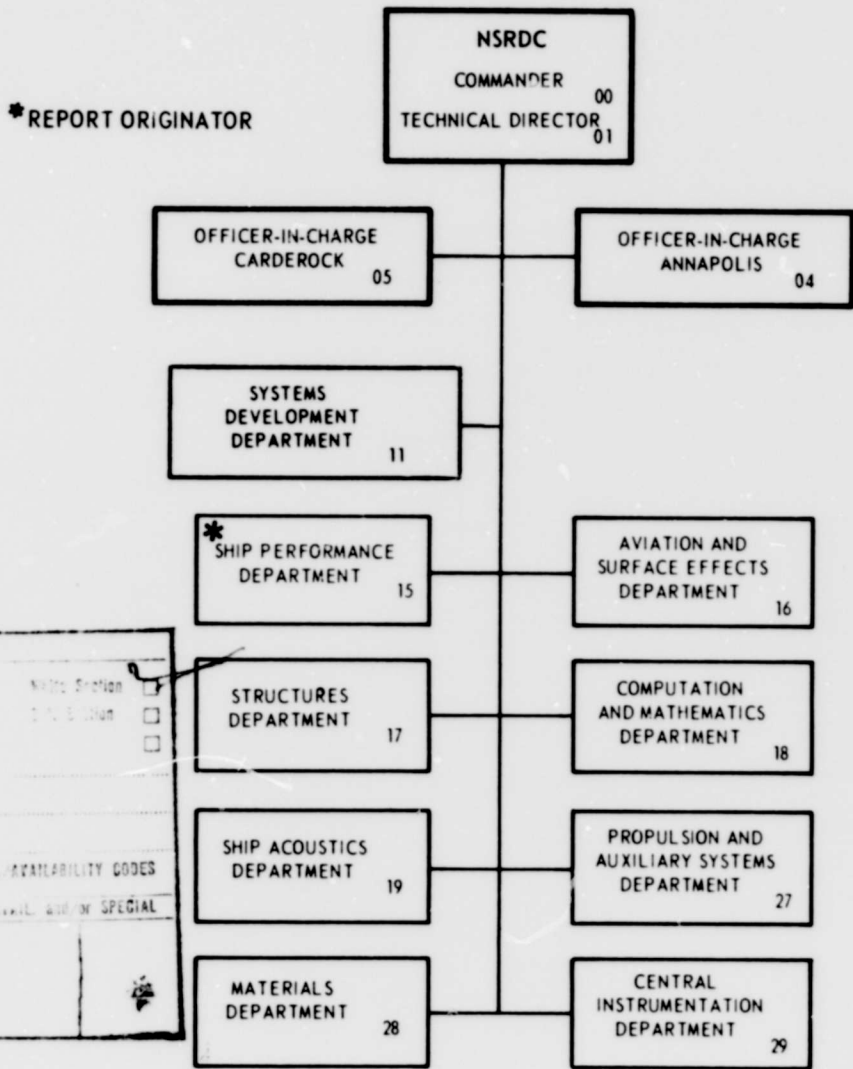 NSRDC
COMMANDER
00
TECHNICAL DIRECTOR
01
*REPORT ORIGINATOR
OFFICER-IN-CHARGE
CARDEROCK
05
OFFICER-IN-CHARGE
ANNAPOLIS
04
SYSTEMS
DEVELOPMENT
DEPARTMENT
11
*
SHIP PERFORMANCE
DEPARTMENT
15
AVIATION AND
SURFACE EFFECTS
DEPARTMENT
16
STRUCTURES
DEPARTMENT
17
COMPUTATION
AND MATHEMATICS
DEPARTMENT
18
SHIP ACOUSTICS
DEPARTMENT
19
PROPULSION AND
AUXILIARY SYSTEMS
DEPARTMENT
27
MATERIALS
DEPARTMENT
28
CENTRAL
INSTRUMENTATION
DEPARTMENT
29
White Section
Section
/AVAILABILITY CODES
and/or SPECIAL